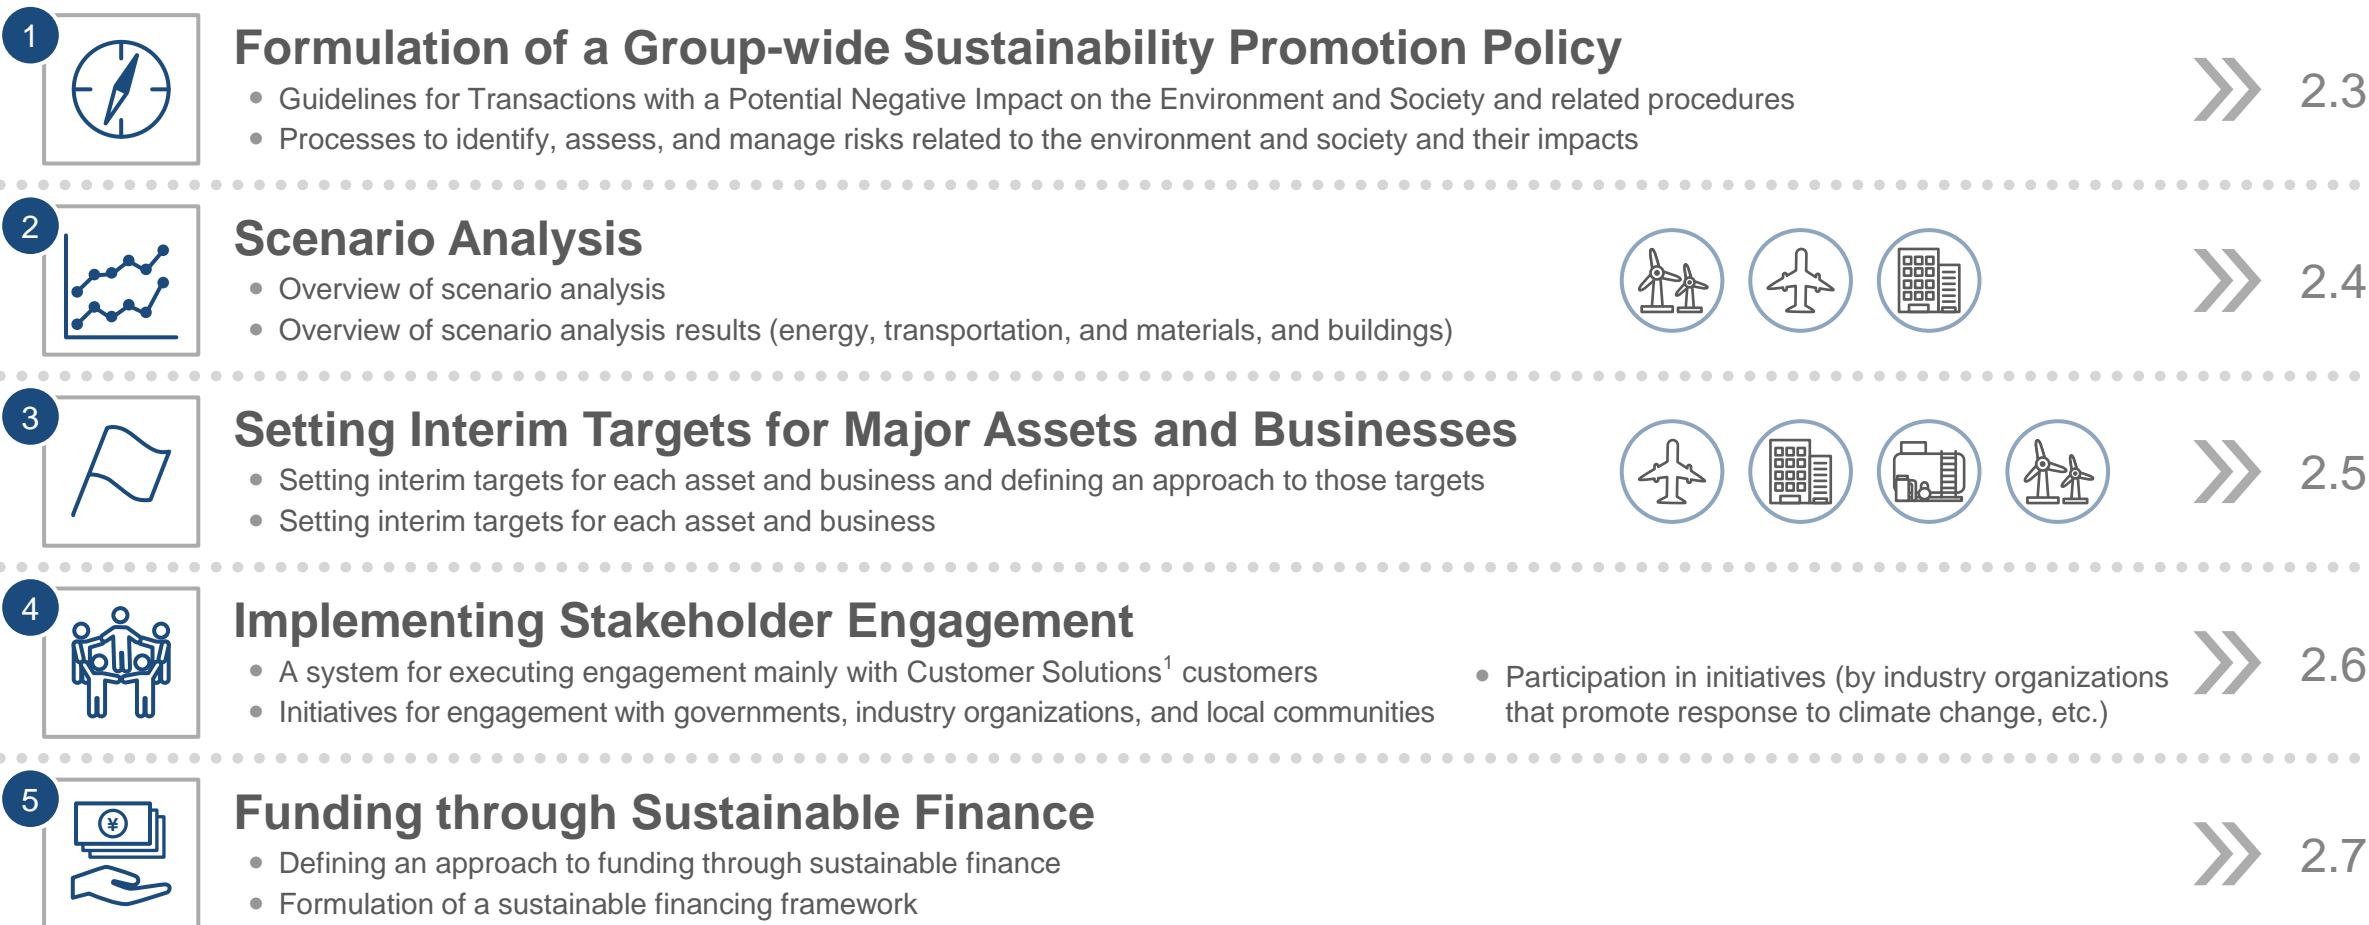 1
Formulation of a Group-wide Sustainability Promotion Policy
• Guidelines for Transactions with a Potential Negative Impact on the Environment and Society and related procedures
• Processes to identify, assess, and manage risks related to the environment and society and their impacts
2.3
2
Scenario Analysis
• Overview of scenario analysis
• Overview of scenario analysis results (energy, transportation, and materials, and buildings)
2.4
3
Setting Interim Targets for Major Assets and Businesses
• Setting interim targets for each asset and business and defining an approach to those targets
• Setting interim targets for each asset and business
2.5
4
Implementing Stakeholder Engagement
• A system for executing engagement mainly with Customer Solutions¹ customers
• Initiatives for engagement with governments, industry organizations, and local communities
• Participation in initiatives (by industry organizations
that promote response to climate change, etc.)
2.6
5
¥
Funding through Sustainable Finance
• Defining an approach to funding through sustainable finance
• Formulation of a sustainable financing framework
2.7